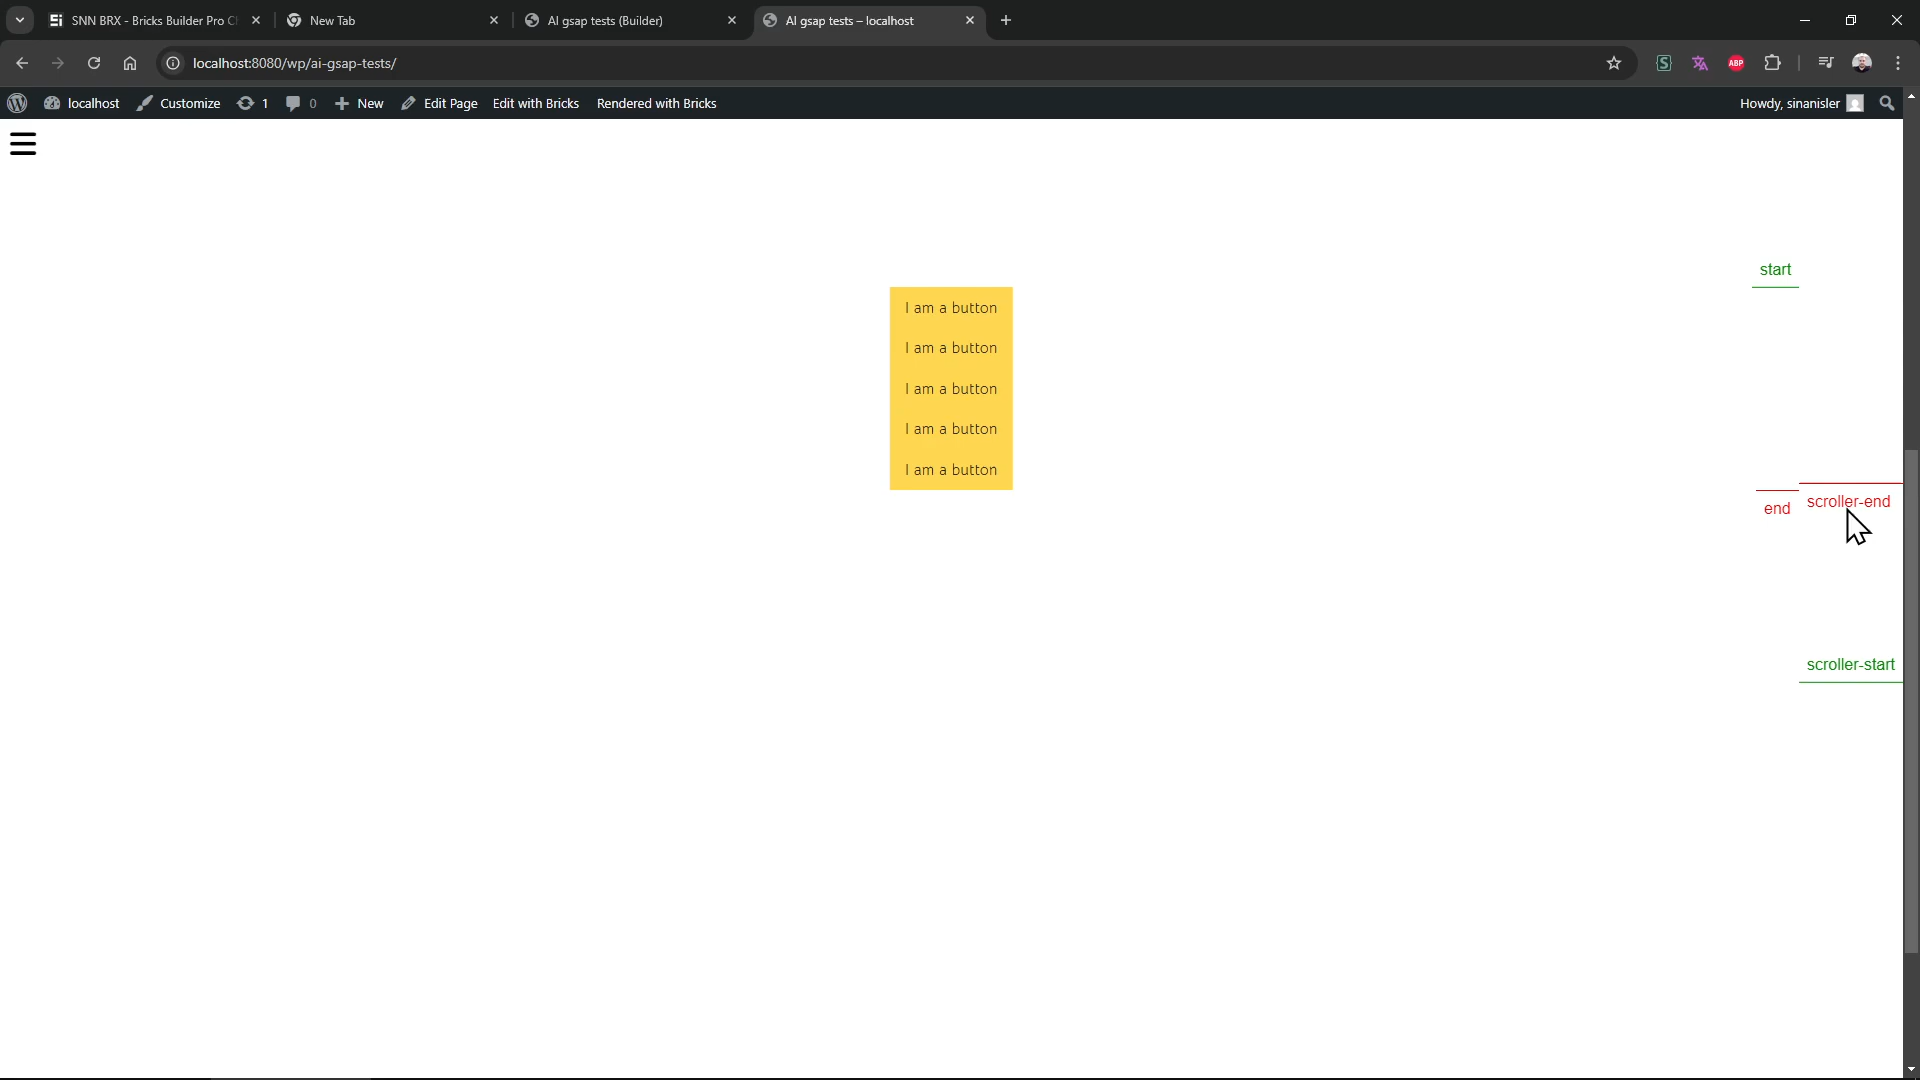 SNN BRX - Bricks Builder Pro Ch
New Tab
AI gsap tests (Builder)
AI gsap tests – localhost
localhost:8080/wp/ai-gsap-tests/
ABP
localhost
Customize
1
0
New
Edit Page
Edit with Bricks
Rendered with Bricks
Howdy, sinanisler
start
I am a button
I am a button
I am a button
I am a button
I am a button
end
scroller-end
scroller-start